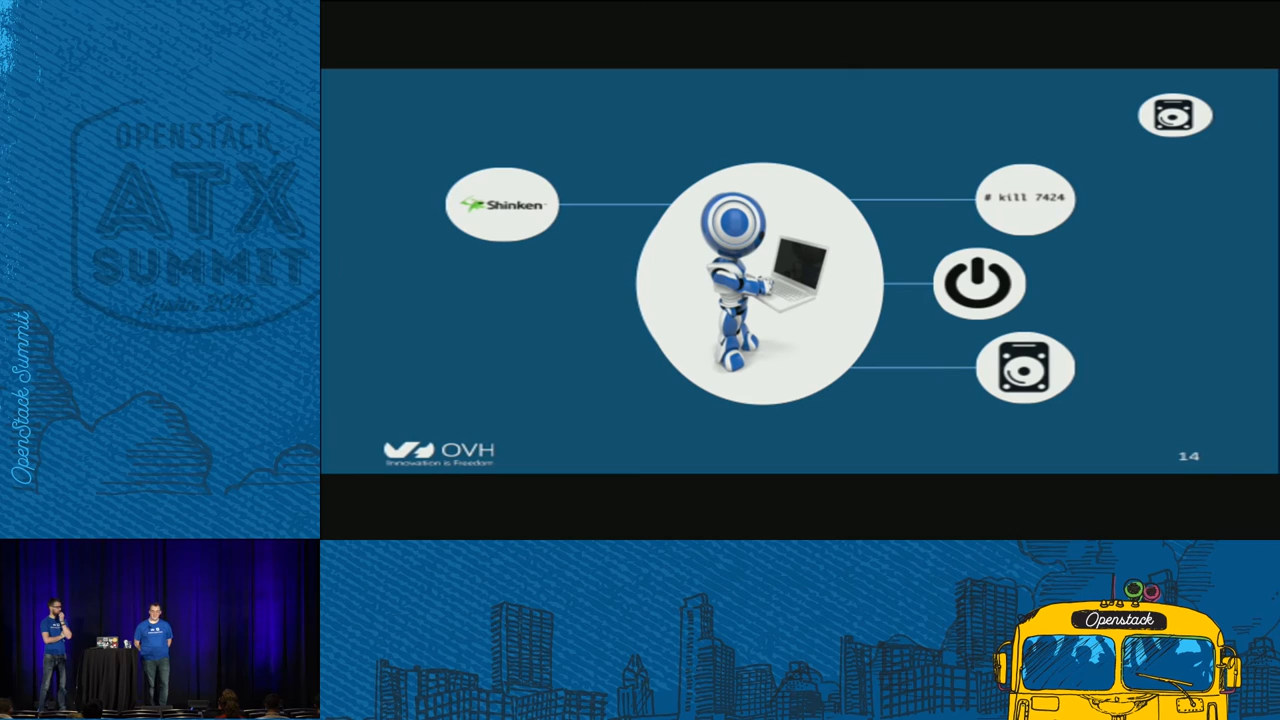 OPENSTACK
ATX
SUMMIT
Austin 2016
OpenStack Summit
Shinken
# kill 7424
OVH
Innovation is Freedom
14
Openstack